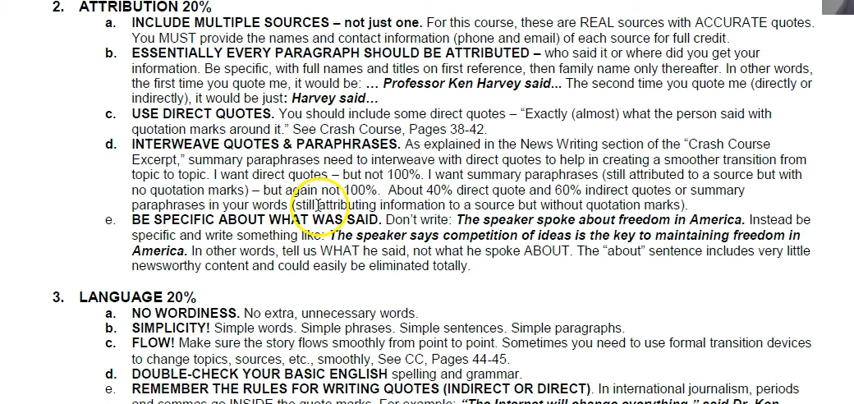 2. ATTRIBUTION 20%
a. INCLUDE MULTIPLE SOURCES – not just one. For this course, these are REAL sources with ACCURATE quotes.
You MUST provide the names and contact information (phone and email) of each source for full credit.
b. ESSENTIALLY EVERY PARAGRAPH SHOULD BE ATTRIBUTED – who said it or where did you get your
information. Be specific, with full names and titles on first reference, then family name only thereafter. In other words,
the first time you quote me, it would be: … Professor Ken Harvey said... The second time you quote me (directly or
indirectly), it would be just: Harvey said…
c. USE DIRECT QUOTES. You should include some direct quotes – “Exactly (almost) what the person said with
quotation marks around it.” See Crash Course, Pages 38-42.
d. INTERWEAVE QUOTES & PARAPHRASES. As explained in the News Writing section of the “Crash Course
Excerpt,” summary paraphrases need to interweave with direct quotes to help in creating a smoother transition from
topic to topic. I want direct quotes – but not 100%. I want summary paraphrases (still attributed to a source but with
no quotation marks) – but again not 100%. About 40% direct quote and 60% indirect quotes or summary
paraphrases in your words (still attributing information to a source but without quotation marks).
e. BE SPECIFIC ABOUT WHAT WAS SAID. Don’t write: The speaker spoke about freedom in America. Instead be
specific and write something like: The speaker says competition of ideas is the key to maintaining freedom in
America. In other words, tell us WHAT he said, not what he spoke ABOUT. The “about” sentence includes very little
newsworthy content and could easily be eliminated totally.
3. LANGUAGE 20%
a. NO WORDINESS. No extra, unnecessary words.
b. SIMPLICITY! Simple words. Simple phrases. Simple sentences. Simple paragraphs.
c. FLOW! Make sure the story flows smoothly from point to point. Sometimes you need to use formal transition devices
to change topics, sources, etc., smoothly, See CC, Pages 44-45.
d. DOUBLE-CHECK YOUR BASIC ENGLISH spelling and grammar.
e. REMEMBER THE RULES FOR WRITING QUOTES (INDIRECT OR DIRECT). In international journalism, periods
and commas go INSIDE the quote marks. For example: “The Internet will change everything,” said Dr. Ken